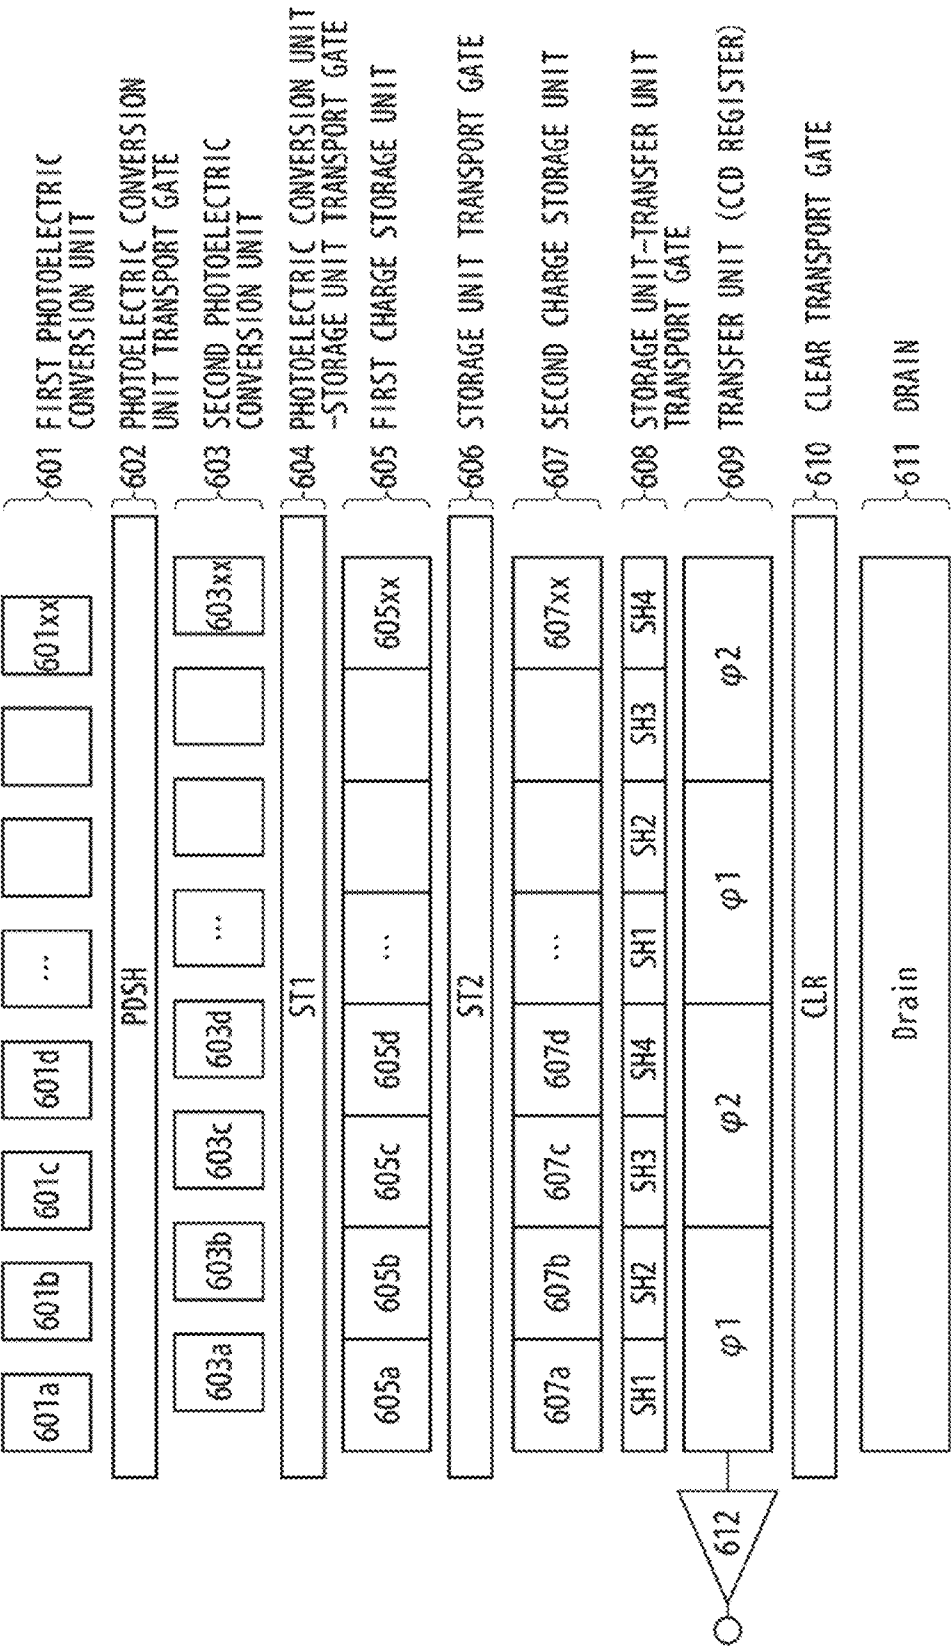 601a 601b 601c 601d ... 601xx
601 FIRST PHOTOELECTRIC
CONVERSION UNIT
PDSH
602 PHOTOELECTRIC CONVERSION
UNIT TRANSPORT GATE
603a 603b 603c 603d ... 603xx
603 SECOND PHOTOELECTRIC
CONVERSION UNIT
ST1
604 PHOTOELECTRIC CONVERSION UNIT
-STORAGE UNIT TRANSPORT GATE
605a 605b 605c 605d ... 605xx
605 FIRST CHARGE STORAGE UNIT
ST2
606 STORAGE UNIT TRANSPORT GATE
607a 607b 607c 607d ... 607xx
607 SECOND CHARGE STORAGE UNIT
SH1 SH2 SH3 SH4 SH1 SH2 SH3 SH4
608 STORAGE UNIT-TRANSFER UNIT
TRANSPORT GATE
612
φ1 φ2 φ1 φ2
609 TRANSFER UNIT (CCD REGISTER)
CLR
610 CLEAR TRANSPORT GATE
Drain
611 DRAIN